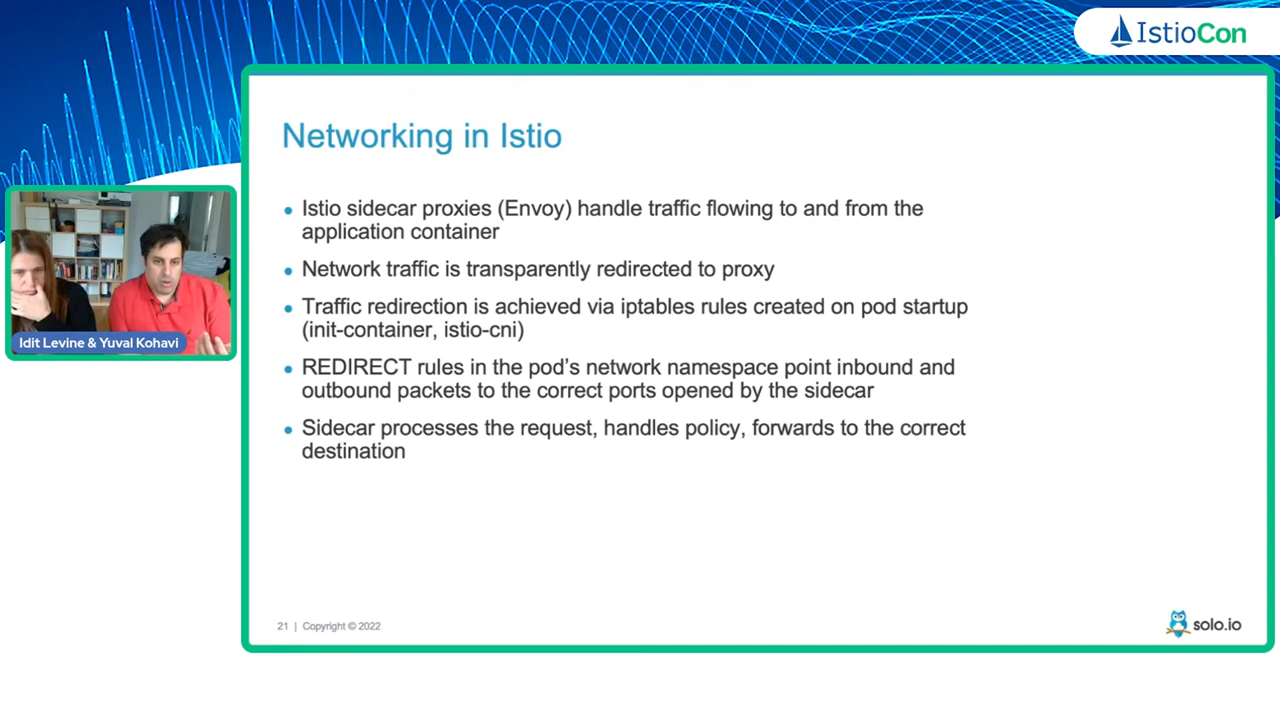 IstioCon
Networking in Istio
• Istio sidecar proxies (Envoy) handle traffic flowing to and from the
application container
• Network traffic is transparently redirected to proxy
• Traffic redirection is achieved via iptables rules created on pod startup
(init-container, istio-cni)
• REDIRECT rules in the pod’s network namespace point inbound and
outbound packets to the correct ports opened by the sidecar
• Sidecar processes the request, handles policy, forwards to the correct
destination
Idit Levine & Yuval Kohavi
21 | Copyright © 2022
solo.io